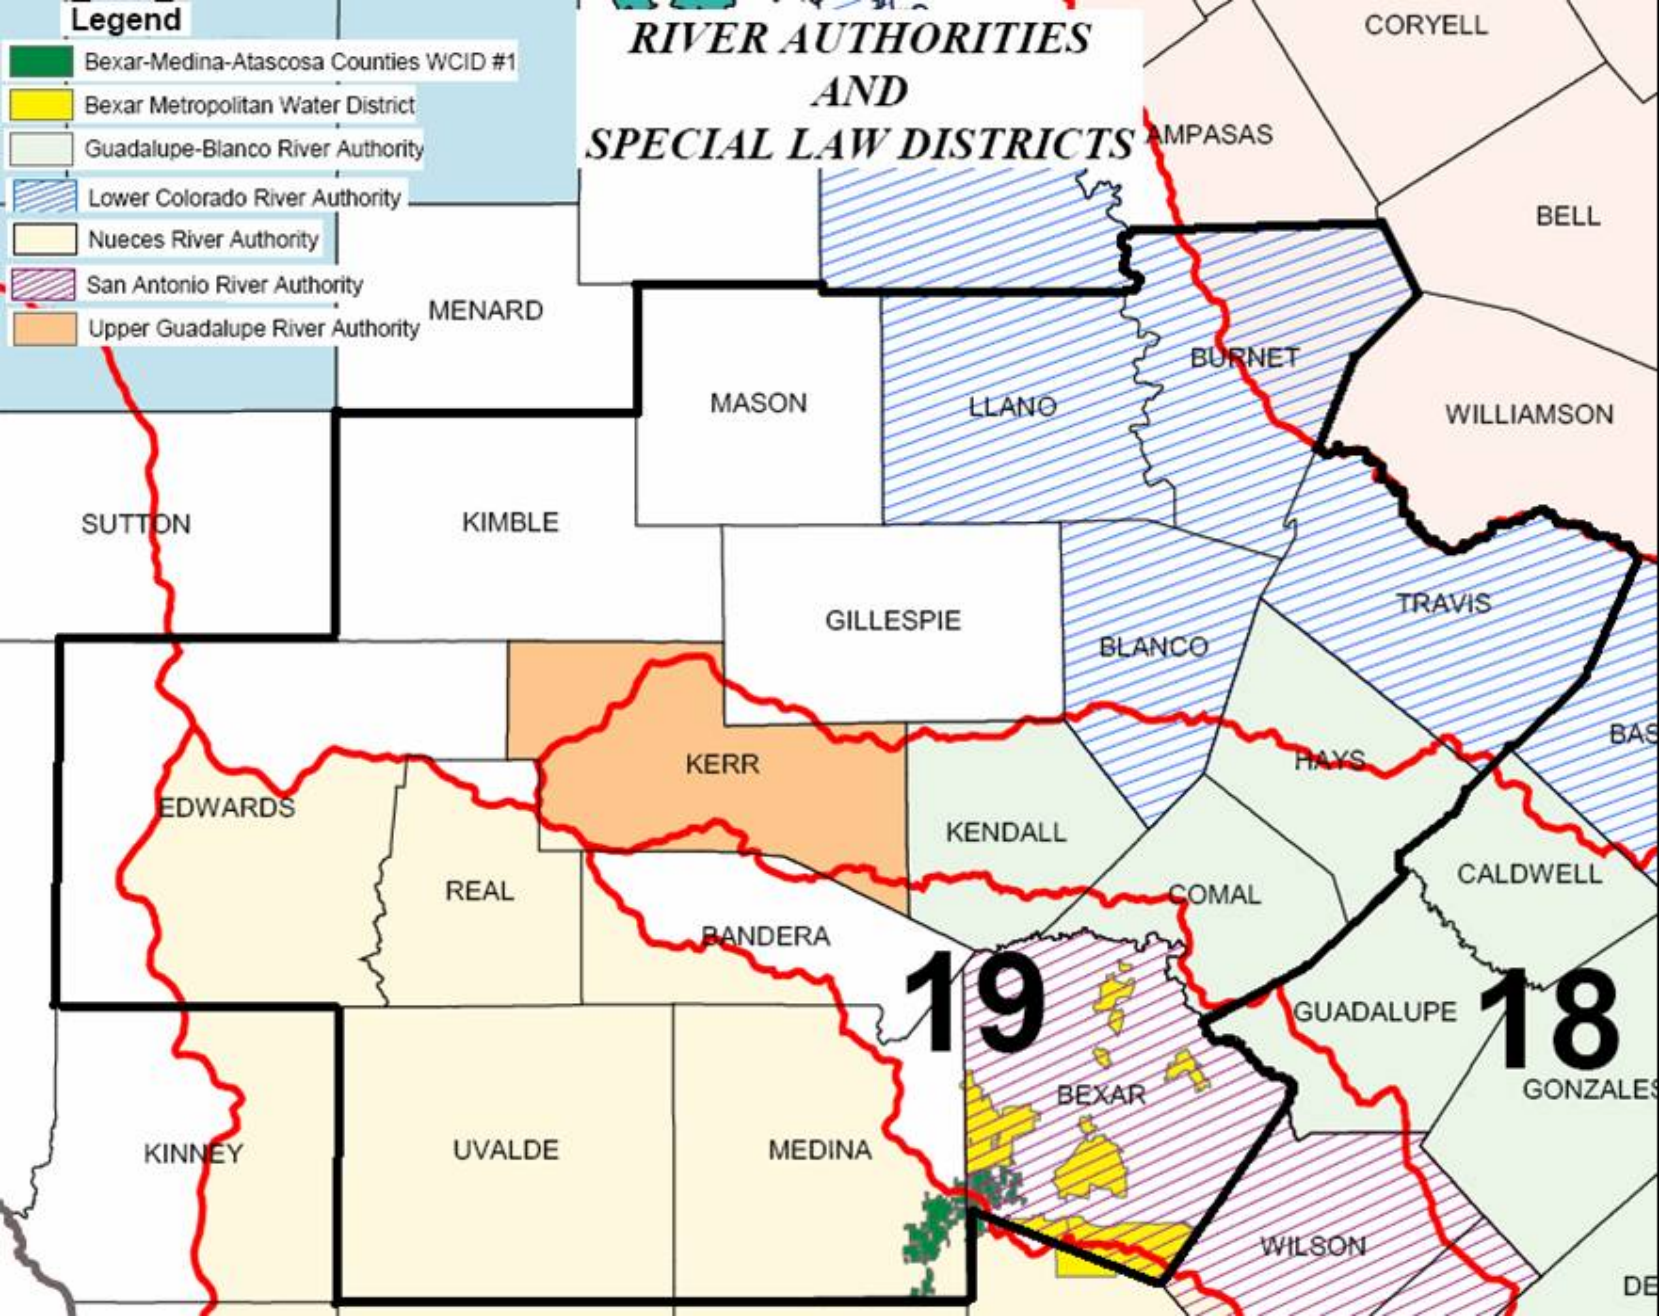 Legend
Bexar-Medina-Atascosa Counties WCID #1
Bexar Metropolitan Water District
Guadalupe-Blanco River Authority
Lower Colorado River Authority
Nueces River Authority
San Antonio River Authority
Upper Guadalupe River Authority
RIVER AUTHORITIES
AND
SPECIAL LAW DISTRICTS
CORYELL
AMPASAS
BELL
MENARD
BURNET
MASON
LLANO
WILLIAMSON
SUTTON
KIMBLE
TRAVIS
GILLESPIE
BLANCO
BAS
KERR
HAYS
EDWARDS
KENDALL
CALDWELL
REAL
COMAL
BANDERA
19
18
GUADALUPE
BEXAR
GONZALES
KINNEY
UVALDE
MEDINA
WILSON
DE